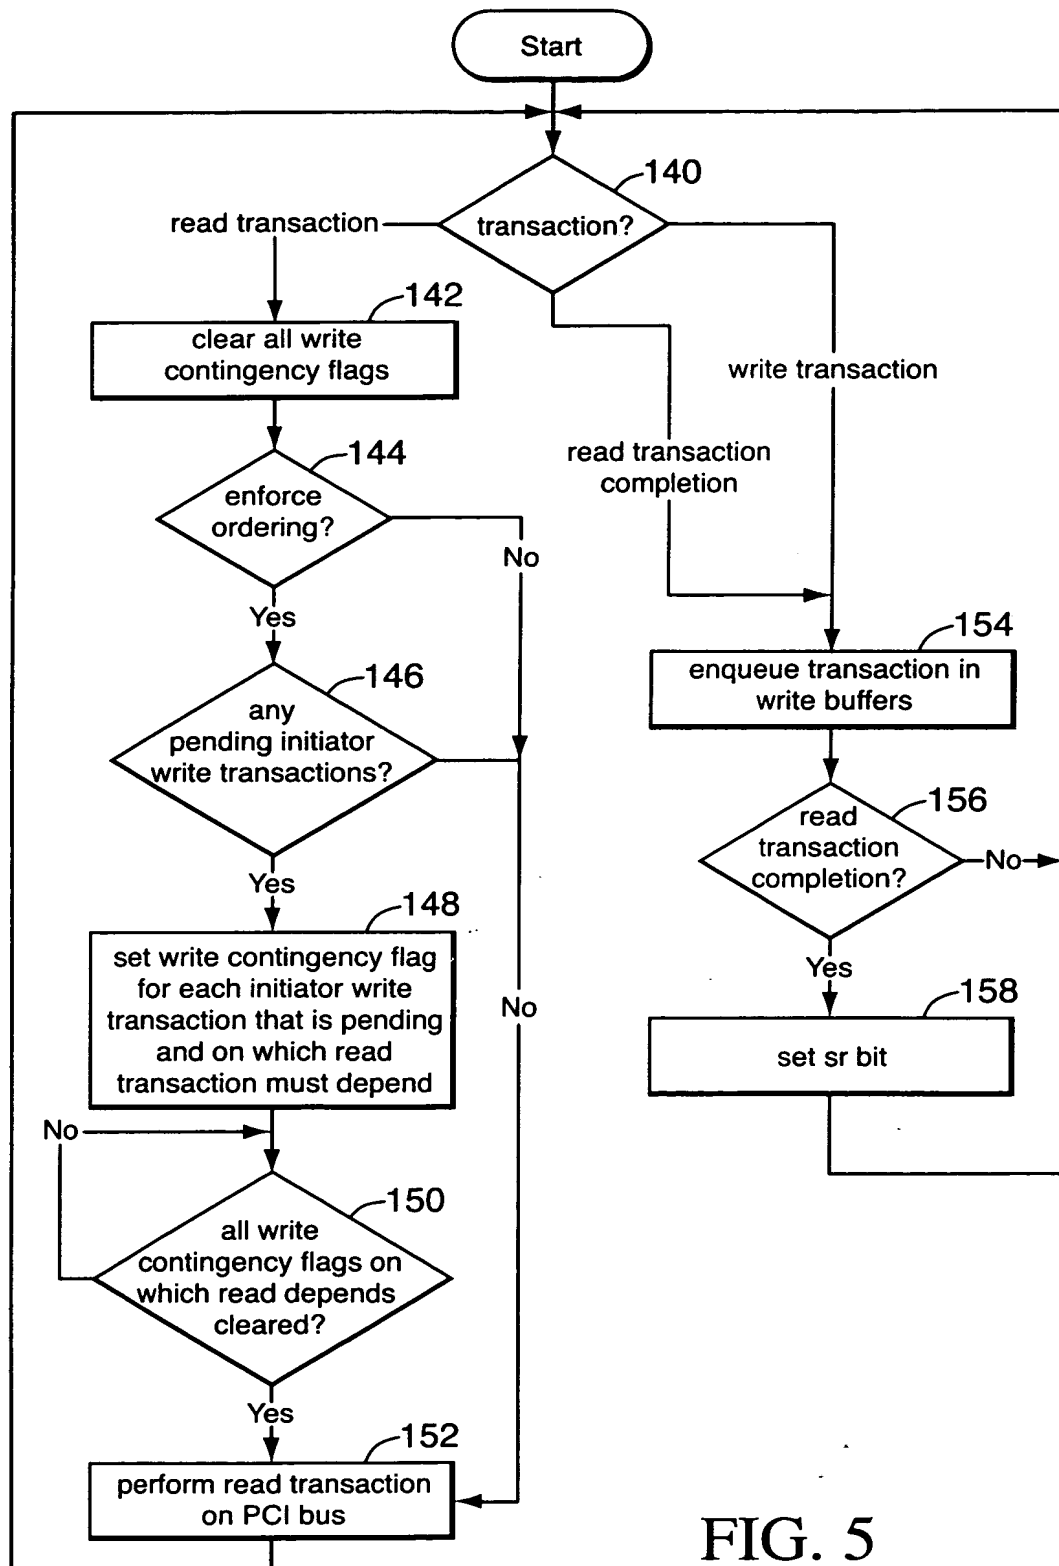 Start
140
transaction?
read transaction
142
clear all write
contingency flags
write transaction
144
read transaction
completion
enforce
ordering?
No
Yes
154
enqueue transaction in
write buffers
146
any
pending initiator
write transactions?
156
read
transaction
completion?
No
Yes
148
set write contingency flag
for each initiator write
transaction that is pending
and on which read
transaction must depend
No
Yes
158
set sr bit
No
150
all write
contingency flags on
which read depends
cleared?
Yes
152
perform read transaction
on PCI bus
FIG. 5